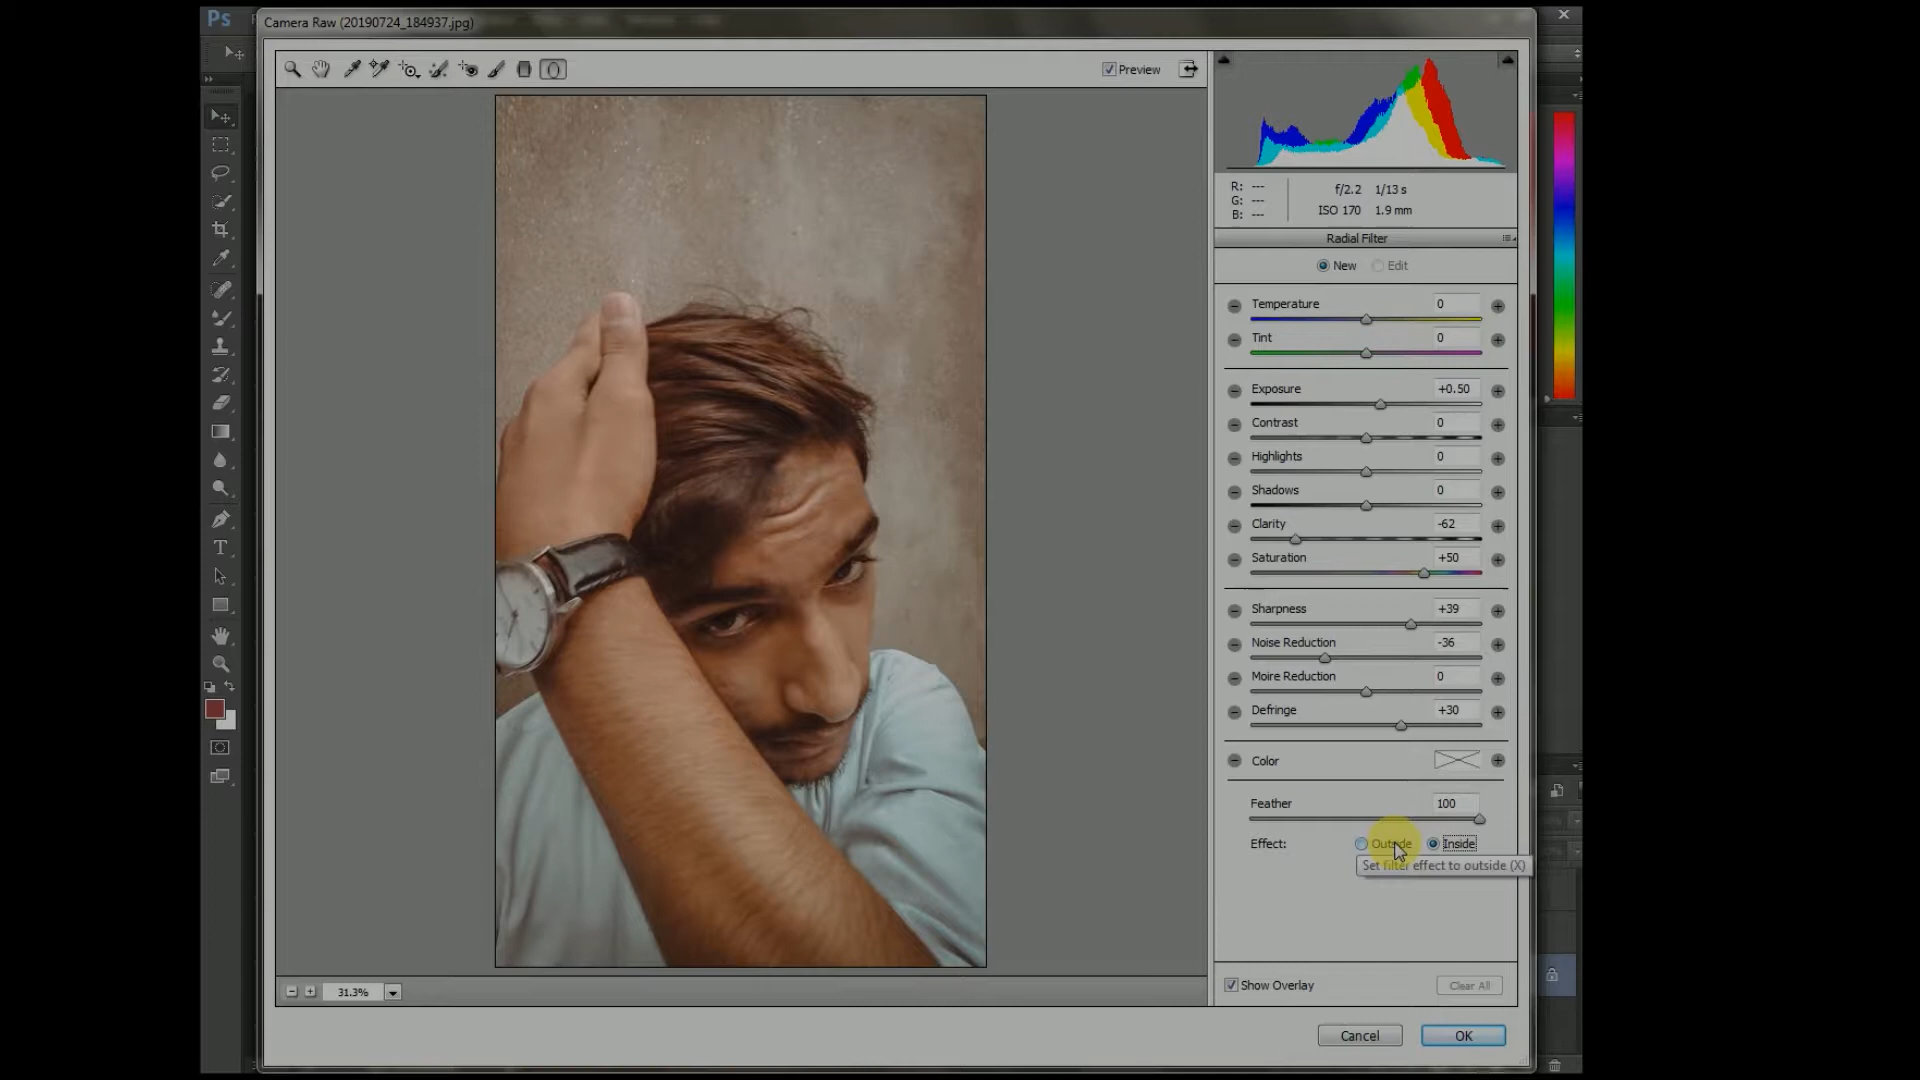 Ps
Camera Raw (20190724_184937.jpg)
Preview
R: ---
G: ---
B: ---
f/2.2 1/13 s
ISO 170 1.9 mm
Radial Filter
New Edit
Temperature 0
Tint 0
Exposure +0.50
Contrast 0
Highlights 0
Shadows 0
Clarity -62
Saturation +50
Sharpness +39
Noise Reduction -36
Moire Reduction 0
Defringe +30
Color
Feather 100
Effect: Outside Inside
Set filter effect to outside (X)
T
31.3%
Show Overlay Clear All
Cancel OK